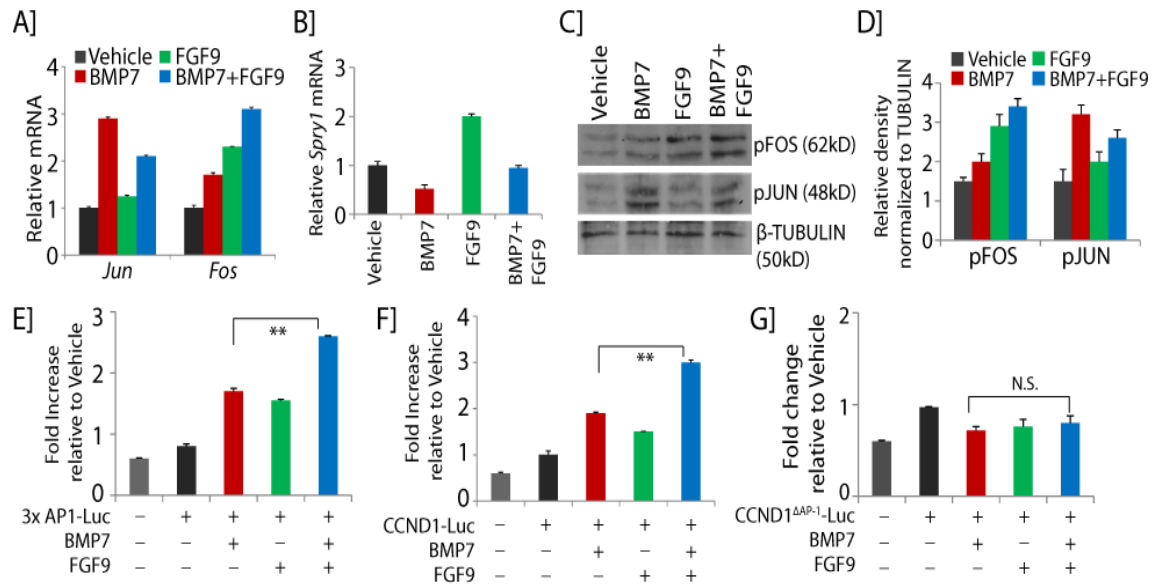 A]
Vehicle FGF9
BMP7 BMP7+FGF9
Relative mRNA
4
3
2
1
0
Jun Fos
B]
Relative Spry1 mRNA
3
2
1
0
Vehicle
BMP7
FGF9
BMP7+
FGF9
C]
Vehicle
BMP7
FGF9
BMP7+
FGF9
pFOS (62kD)
pJUN (48kD)
β-TUBULIN
(50kD)
D]
Vehicle FGF9
BMP7 BMP7+FGF9
Relative density
normalized to TUBULIN
4
3
2
1
0
pFOS pJUN
E]
Fold Increase
relative to Vehicle
3
2
1
0
**
3x AP1-Luc – + + + +
BMP7 – – + – +
FGF9 – – – + +
F]
Fold Increase
relative to Vehicle
4
3
2
1
0
**
CCND1-Luc – + + + +
BMP7 – – + – +
FGF9 – – – + +
G]
Fold change
relative to Vehicle
2
1
0
N.S.
CCND1ΔAP-1-Luc – + + + +
BMP7 – – + – +
FGF9 – – – + +